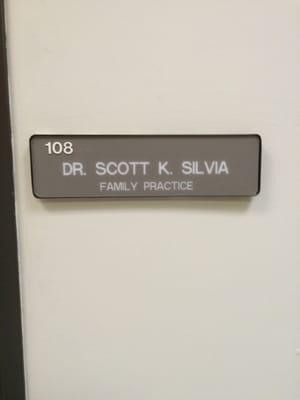 108
DR. SCOTT K. SILVIA
FAMILY PRACTICE